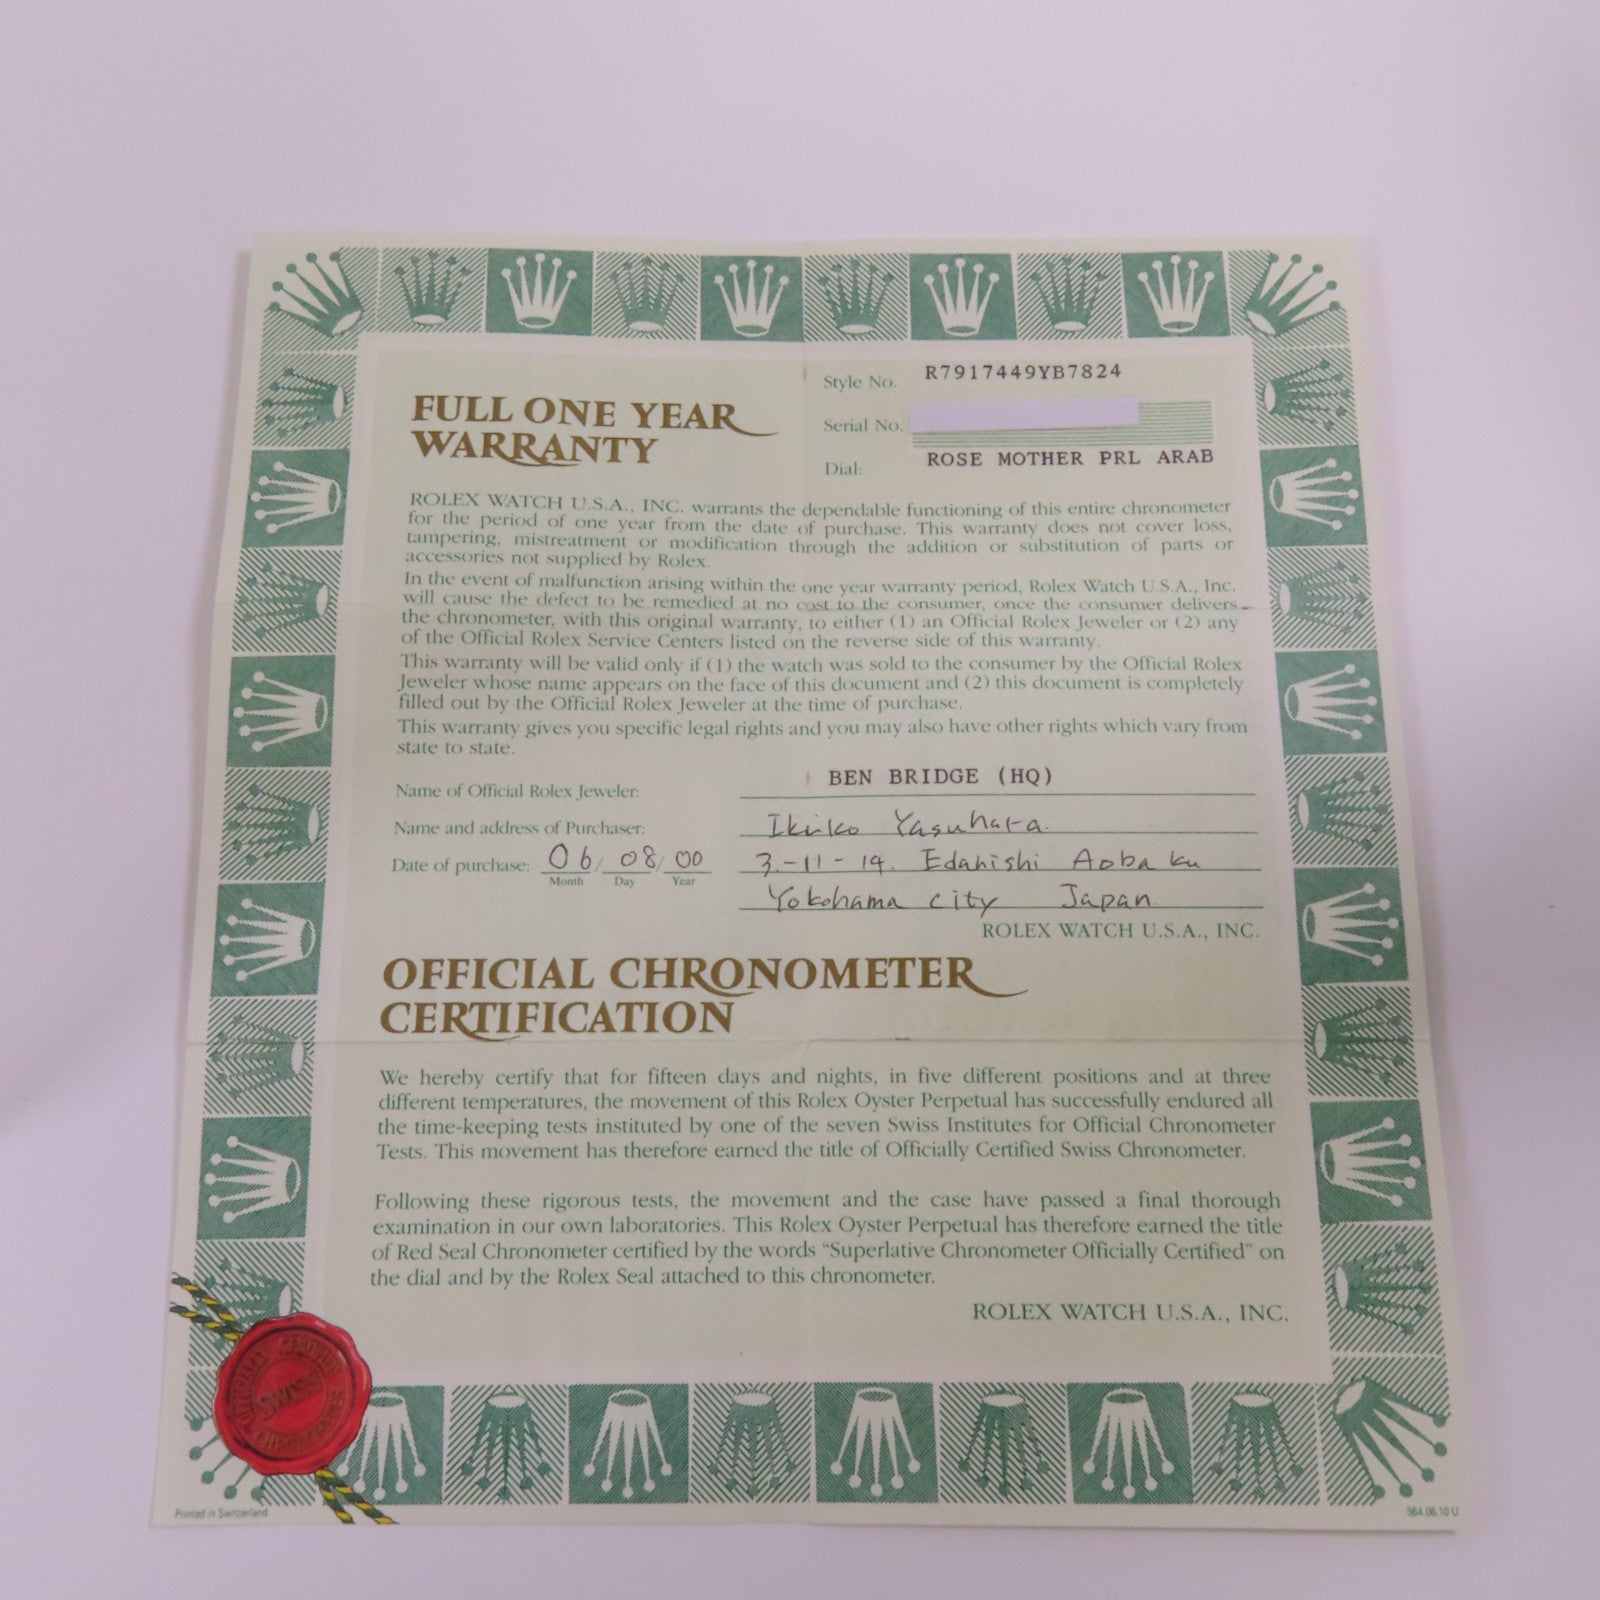 FULL ONE YEAR
WARRANTY
Style No. R7917449YB7824
Serial No.
Dial: ROSE MOTHER PRL ARAB
ROLEX WATCH U.S.A., INC. warrants the dependable functioning of this entire chronometer
for the period of one year from the date of purchase. This warranty does not cover loss,
tampering, mistreatment or modification through the addition or substitution of parts or
accessories not supplied by Rolex.
In the event of malfunction arising within the one year warranty period, Rolex Watch U.S.A., Inc.
will cause the defect to be remedied at no cost to the consumer, once the consumer delivers
the chronometer, with this original warranty, to either (1) an Official Rolex Jeweler or (2) any
of the Official Rolex Service Centers listed on the reverse side of this warranty.
This warranty will be valid only if (1) the watch was sold to the consumer by the Official Rolex
Jeweler whose name appears on the face of this document and (2) this document is completely
filled out by the Official Rolex Jeweler at the time of purchase.
This warranty gives you specific legal rights and you may also have other rights which vary from
state to state.
Name of Official Rolex Jeweler: BEN BRIDGE (HQ)
Name and address of Purchaser: Yasuhara
Date of purchase: 06/08/00 3-11-19. Edanishi Aoba ku
Month Day Year
Yokohama city Japan
ROLEX WATCH U.S.A., INC.
OFFICIAL CHRONOMETER
CERTIFICATION
We hereby certify that for fifteen days and nights, in five different positions and at three
different temperatures, the movement of this Rolex Oyster Perpetual has successfully endured all
the time-keeping tests instituted by one of the seven Swiss Institutes for Official Chronometer
Tests. This movement has therefore earned the title of Officially Certified Swiss Chronometer.
Following these rigorous tests, the movement and the case have passed a final thorough
examination in our own laboratories. This Rolex Oyster Perpetual has therefore earned the title
of Red Seal Chronometer certified by the words “Superlative Chronometer Officially Certified” on
the dial and by the Rolex Seal attached to this chronometer.
ROLEX WATCH U.S.A., INC.
OFFICIALLY CERTIFIED
SWISS
CHRONOMETER
Printed in Switzerland
564.06.10 U